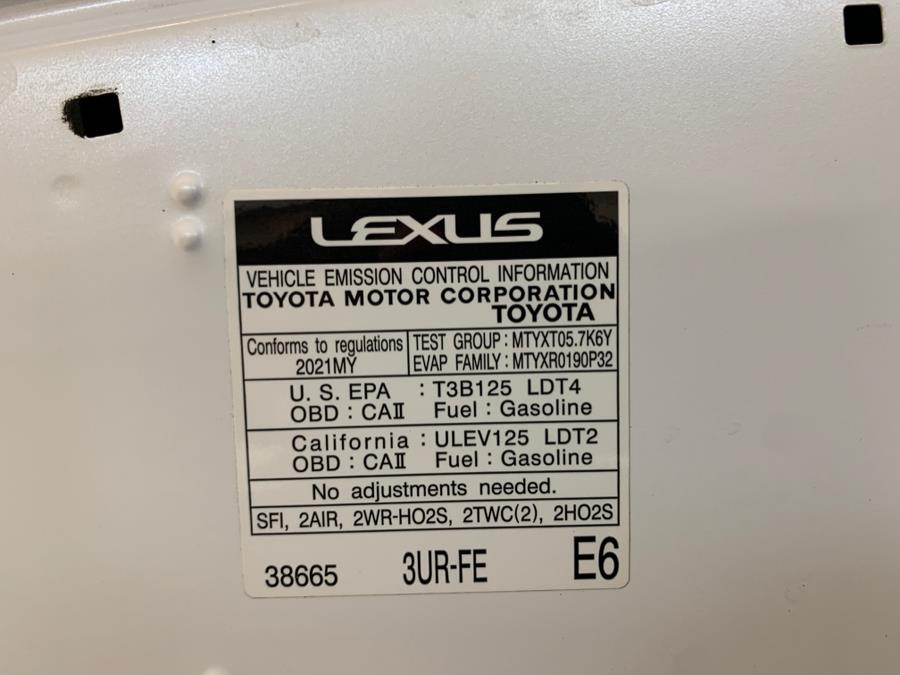 LEXUS
VEHICLE EMISSION CONTROL INFORMATION
TOYOTA MOTOR CORPORATION
TOYOTA
Conforms to regulations
2021MY
TEST GROUP : MTYXT05.7K6Y
EVAP FAMILY : MTYXR0190P32
U. S. EPA : T3B125 LDT4
OBD : CAII Fuel : Gasoline
California : ULEV125 LDT2
OBD : CAII Fuel : Gasoline
No adjustments needed.
SFI, 2AIR, 2WR-HO2S, 2TWC(2), 2HO2S
38665 3UR-FE E6